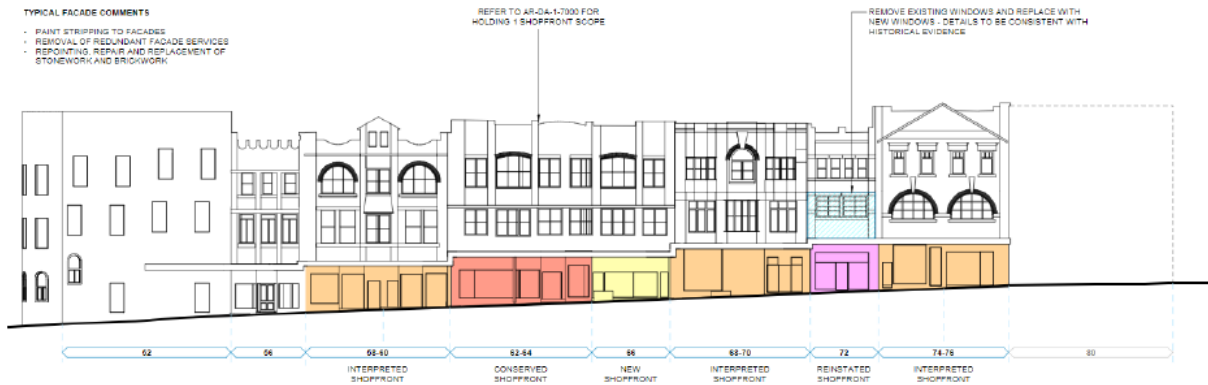 TYPICAL FACADE COMMENTS
- PAINT STRIPPING TO FACADES
- REMOVAL OF REDUNDANT FACADE SERVICES
- REPOINTING, REPAIR AND REPLACEMENT OF
STONEWORK AND BRICKWORK
REFER TO AR-DA-1-7000 FOR
HOLDING 1 SHOPFRONT SCOPE
REMOVE EXISTING WINDOWS AND REPLACE WITH
NEW WINDOWS - DETAILS TO BE CONSISTENT WITH
HISTORICAL EVIDENCE
52
56
58-60
62-64
66
68-70
72
74-76
80
INTERPRETED
SHOPFRONT
CONSERVED
SHOPFRONT
NEW
SHOPFRONT
INTERPRETED
SHOPFRONT
REINSTATED
SHOPFRONT
INTERPRETED
SHOPFRONT